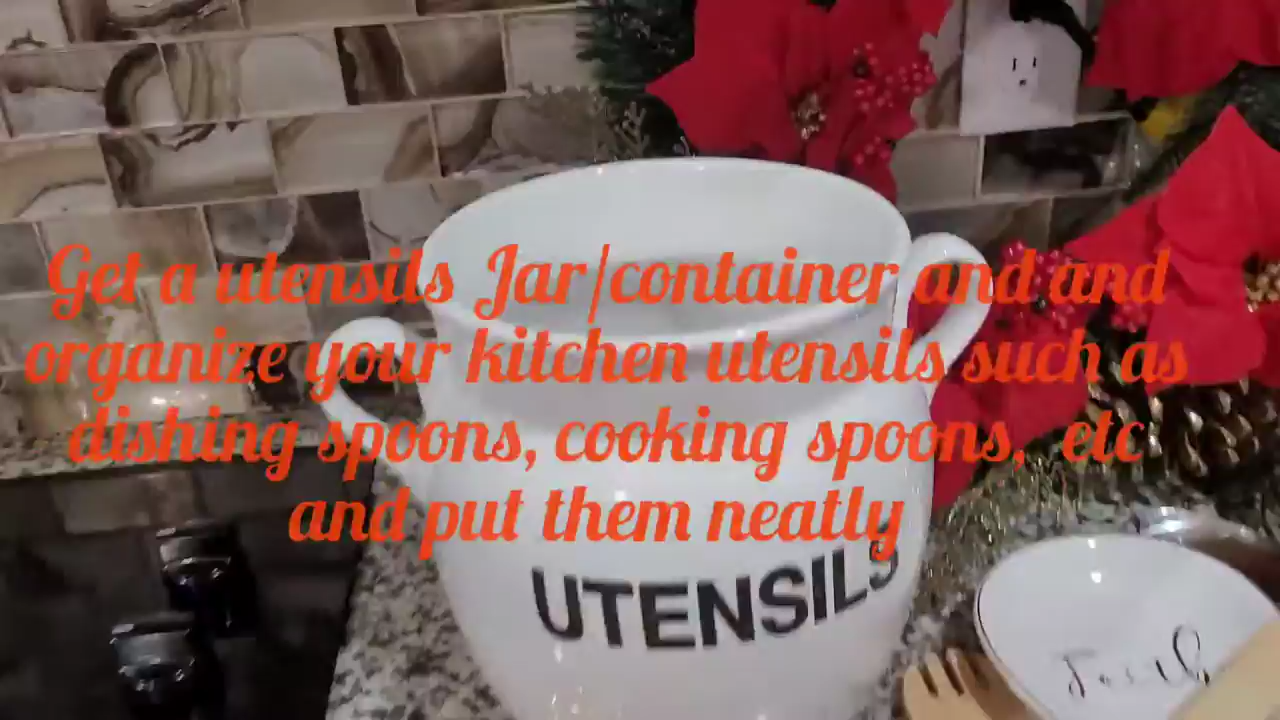 Get a utensils Jar/container and and
organize your kitchen utensils such as
dishing spoons, cooking spoons, etc
and put them neatly
UTENSILS